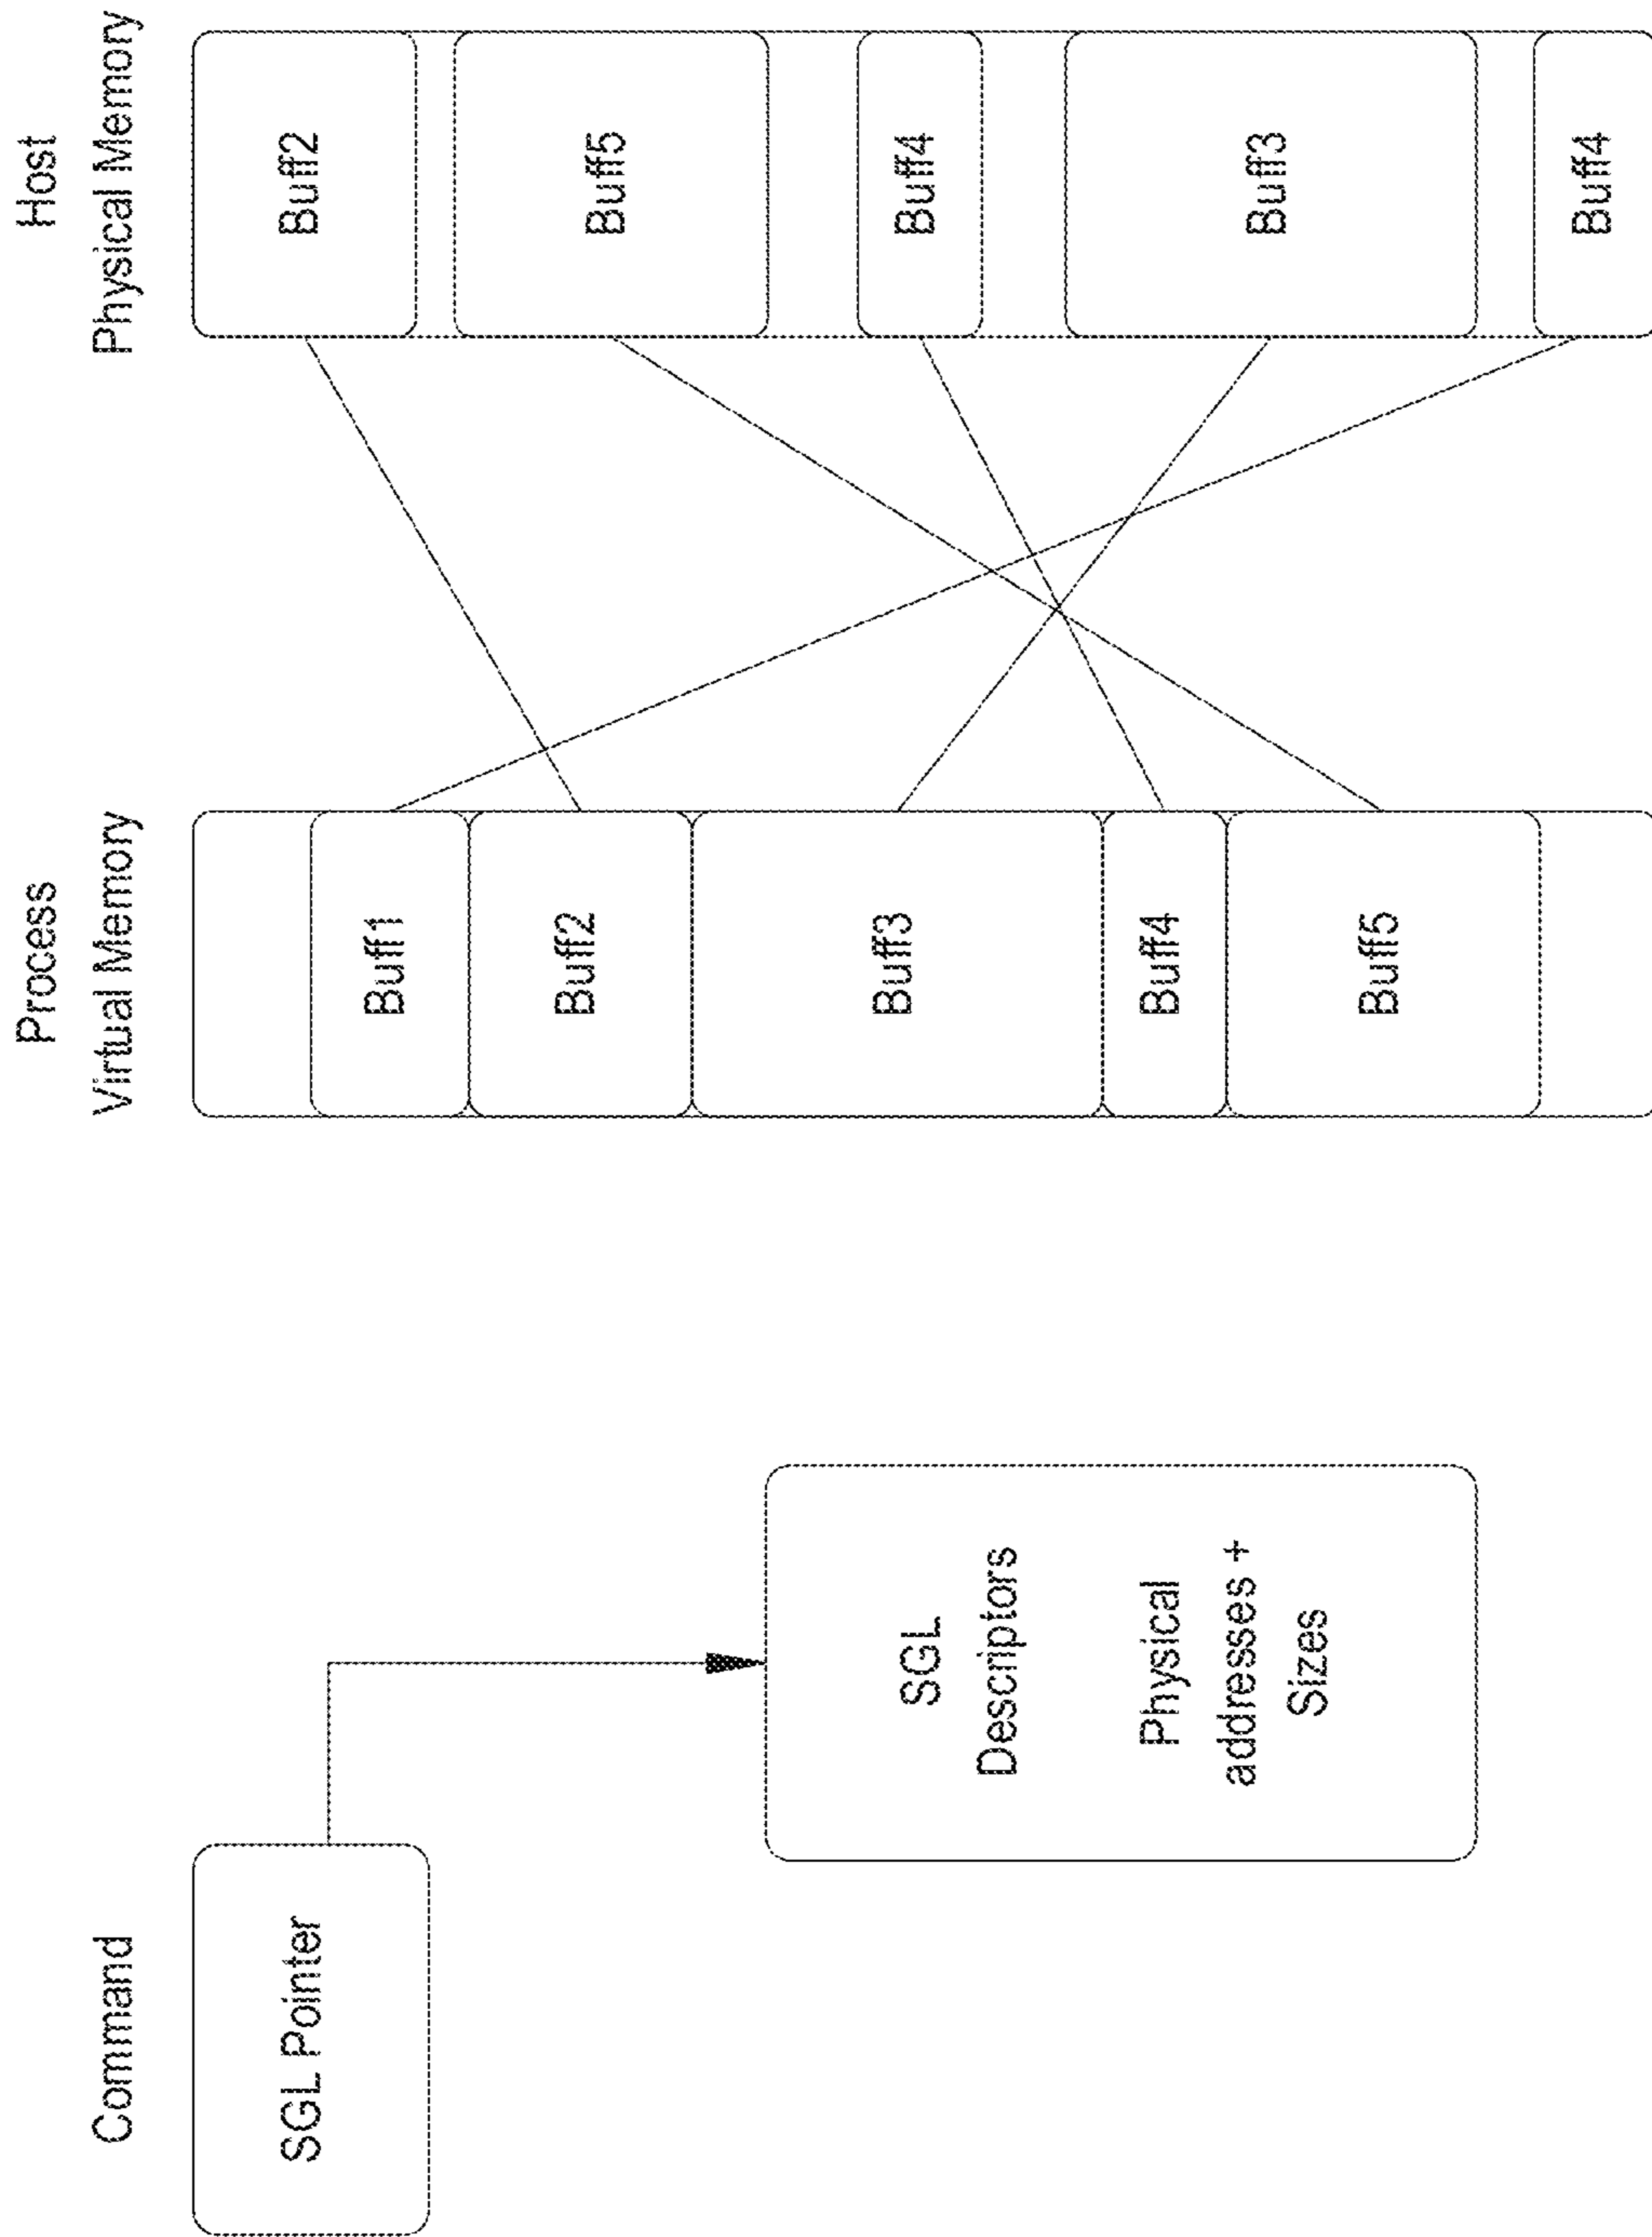 Command
SGL Pointer
SGL
Descriptors
Physical
addresses +
Sizes
Process
Virtual Memory
Buff1
Buff2
Buff3
Buff4
Buff5
Host
Physical Memory
Buff2
Buff5
Buff4
Buff3
Buff4